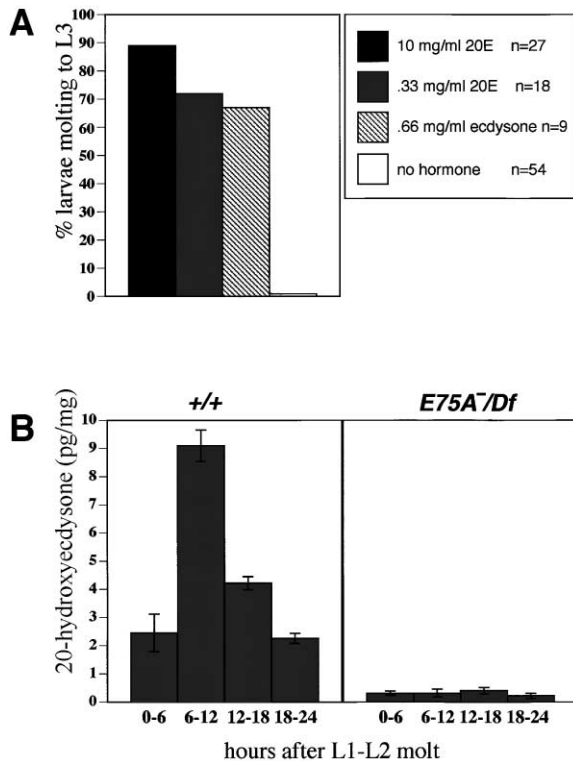 A
% larvae molting to L3
100
90
80
70
60
50
40
30
20
10
0
10 mg/ml 20E n=27
.33 mg/ml 20E n=18
.66 mg/ml ecdysone n=9
no hormone n=54
B
+/+
E75A⁻/Df
20-hydroxyecdysone (pg/mg)
10
9
8
7
6
5
4
3
2
1
0
0-6 6-12 12-18 18-24 0-6 6-12 12-18 18-24
hours after L1-L2 molt